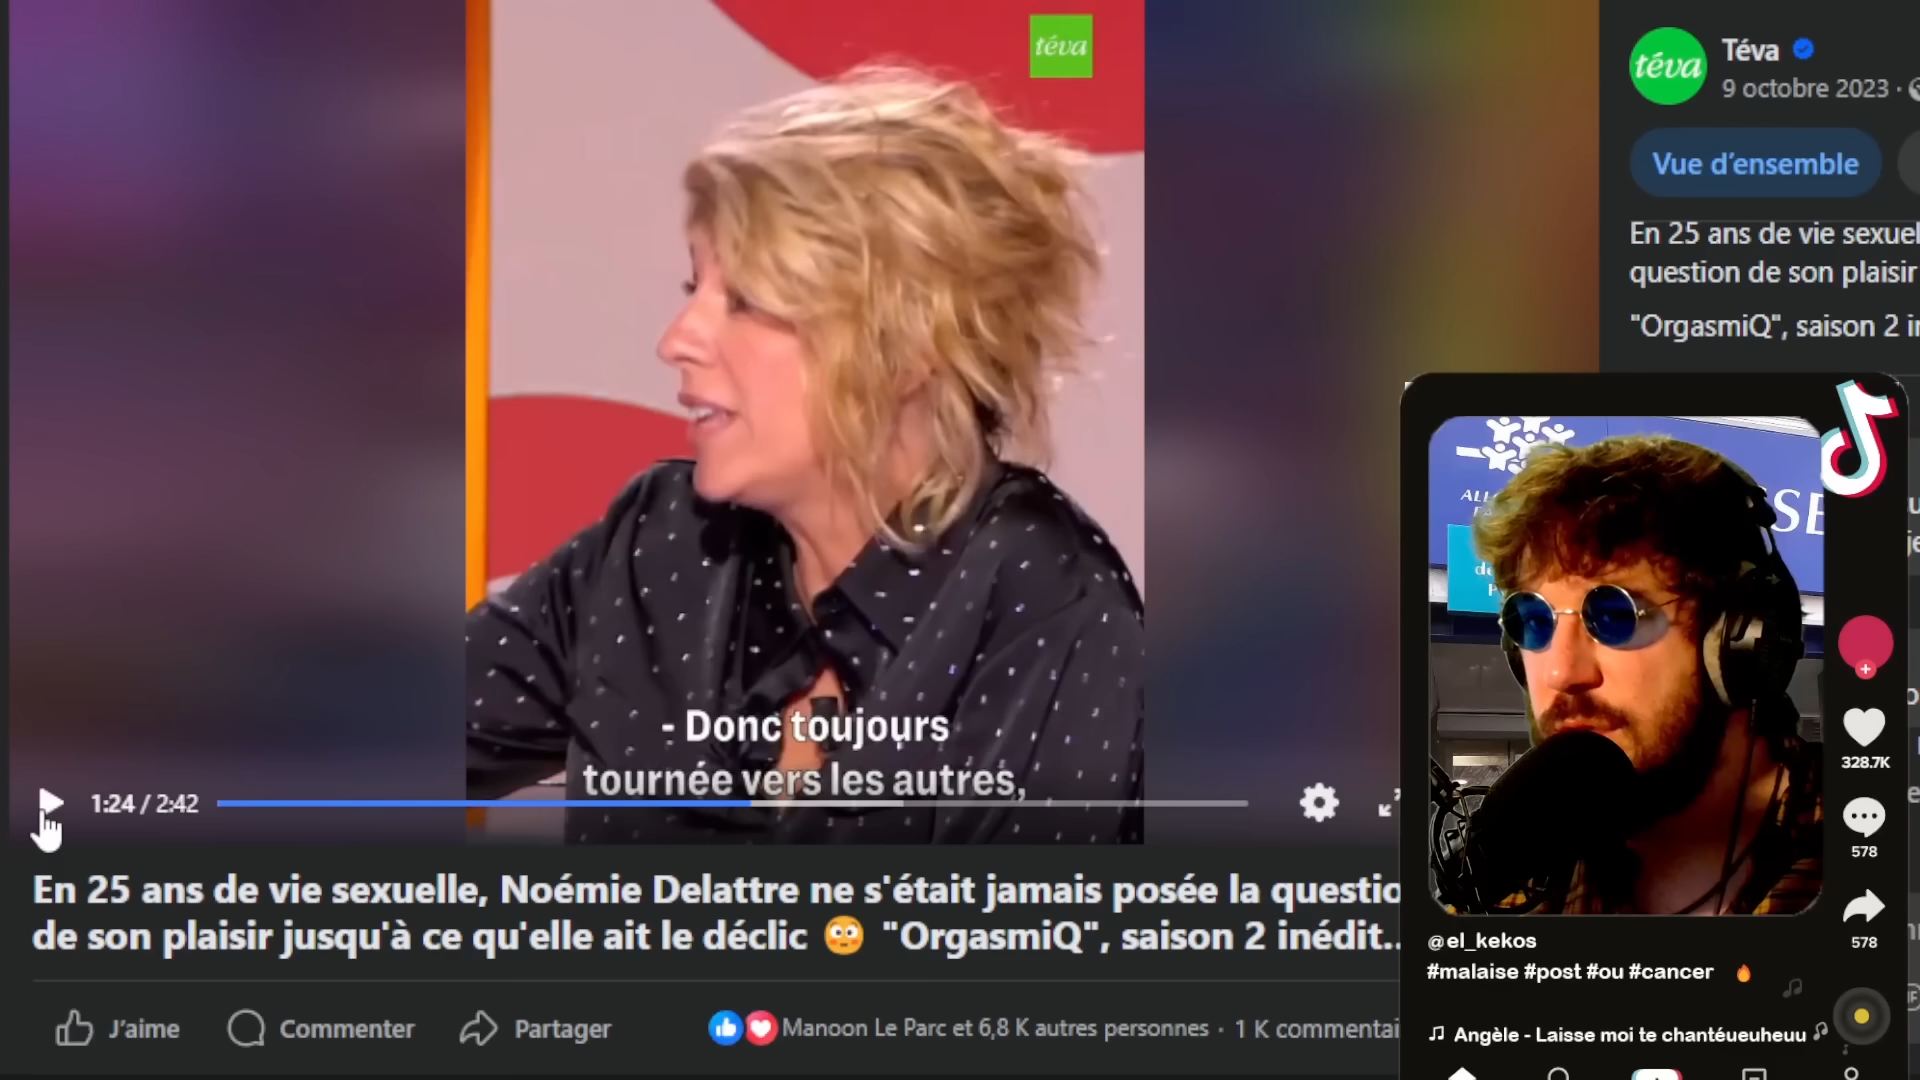 téva
- Donc toujours
tournée vers les autres,
1:24 / 2:42
En 25 ans de vie sexuelle, Noémie Delattre ne s'était jamais posée la questio
de son plaisir jusqu'à ce qu'elle ait le déclic 😳 "OrgasmiQ", saison 2 inédit..
J'aime
Commenter
Partager
Manoon Le Parc et 6,8 K autres personnes · 1 K commentai
téva
Téva
9 octobre 2023 ·
Vue d'ensemble
En 25 ans de vie sexuel
question de son plaisir
"OrgasmiQ", saison 2 in
328.7K
578
578
@el_kekos
#malaise #post #ou #cancer 🔥
♫ Angèle - Laisse moi te chantéueuheuu